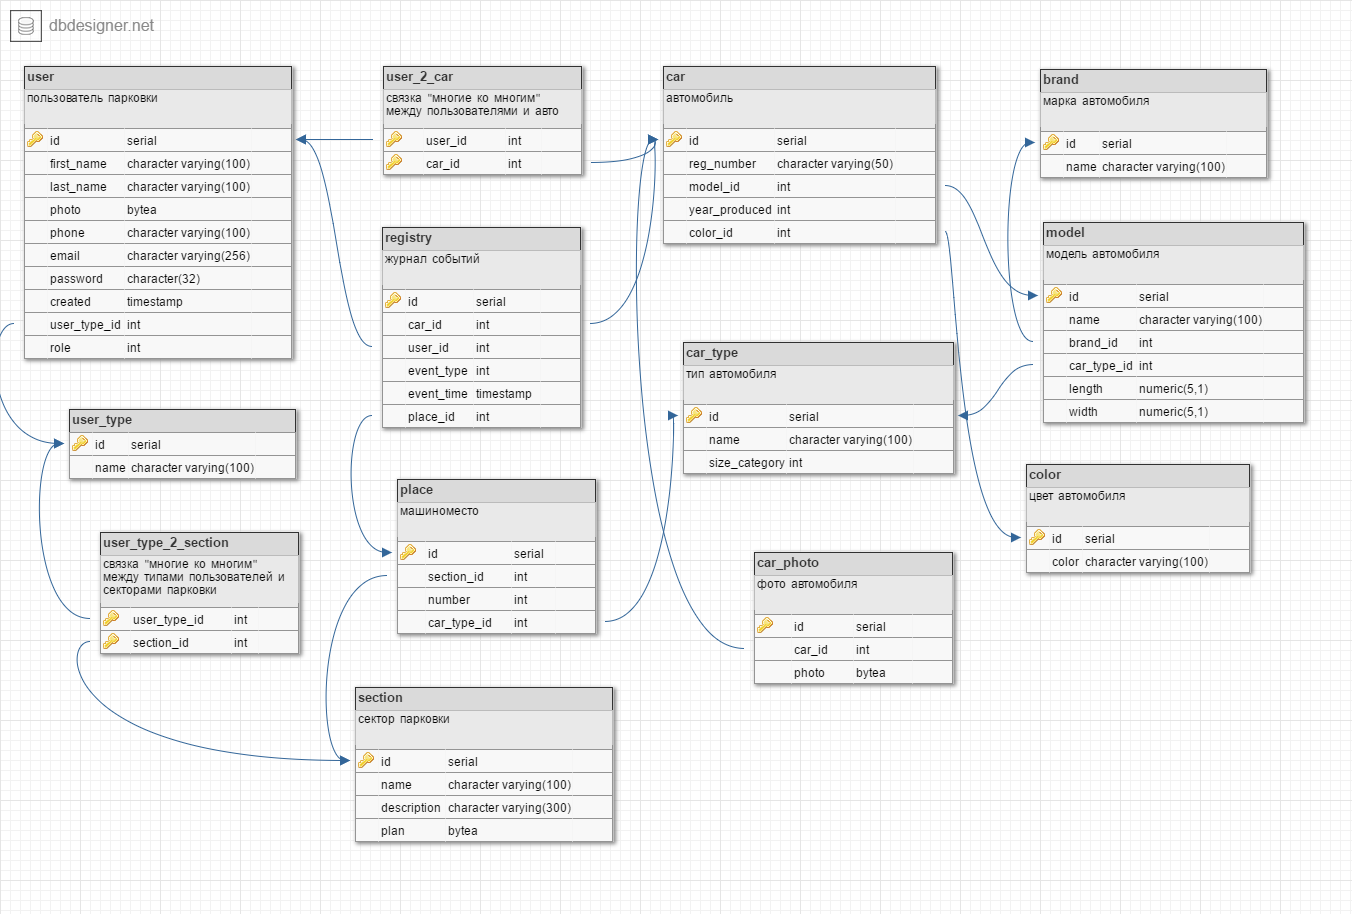 dbdesigner.net
user
пользователь парковки
id serial
first_name character varying(100)
last_name character varying(100)
photo bytea
phone character varying(100)
email character varying(256)
password character(32)
created timestamp
user_type_id int
role int
user_2_car
связка "многие ко многим"
между пользователями и авто
user_id int
car_id int
car
автомобиль
id serial
reg_number character varying(50)
model_id int
year_produced int
color_id int
brand
марка автомобиля
id serial
name character varying(100)
registry
журнал событий
id serial
car_id int
user_id int
event_type int
event_time timestamp
place_id int
model
модель автомобиля
id serial
name character varying(100)
brand_id int
car_type_id int
length numeric(5,1)
width numeric(5,1)
car_type
тип автомобиля
id serial
name character varying(100)
size_category int
user_type
id serial
name character varying(100)
color
цвет автомобиля
id serial
color character varying(100)
place
машиноместо
id serial
section_id int
number int
car_type_id int
user_type_2_section
связка "многие ко многим"
между типами пользователей и
секторами парковки
user_type_id int
section_id int
car_photo
фото автомобиля
id serial
car_id int
photo bytea
section
сектор парковки
id serial
name character varying(100)
description character varying(300)
plan bytea